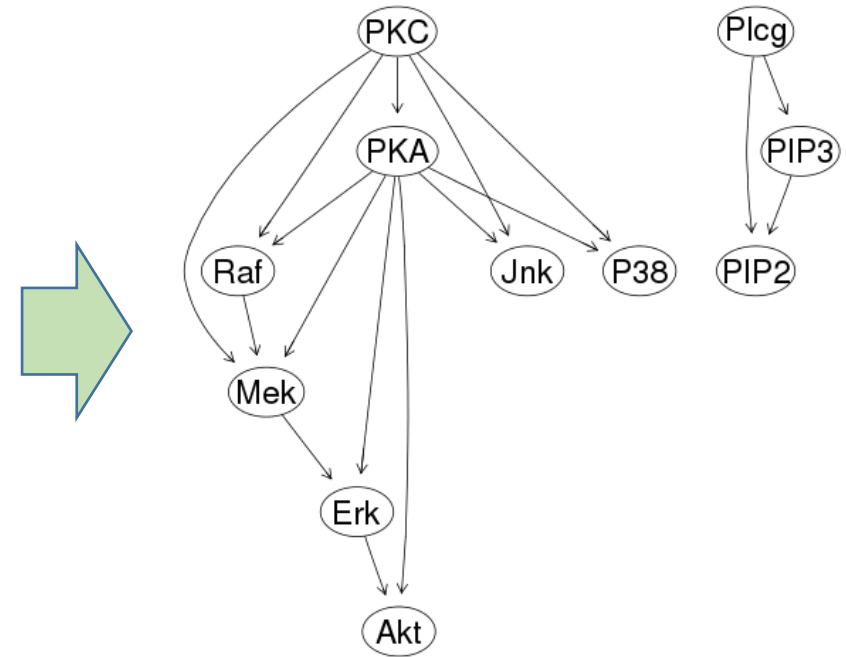 PKC
Plcg
PKA
PIP3
Raf
Jnk
P38
PIP2
Mek
Erk
Akt